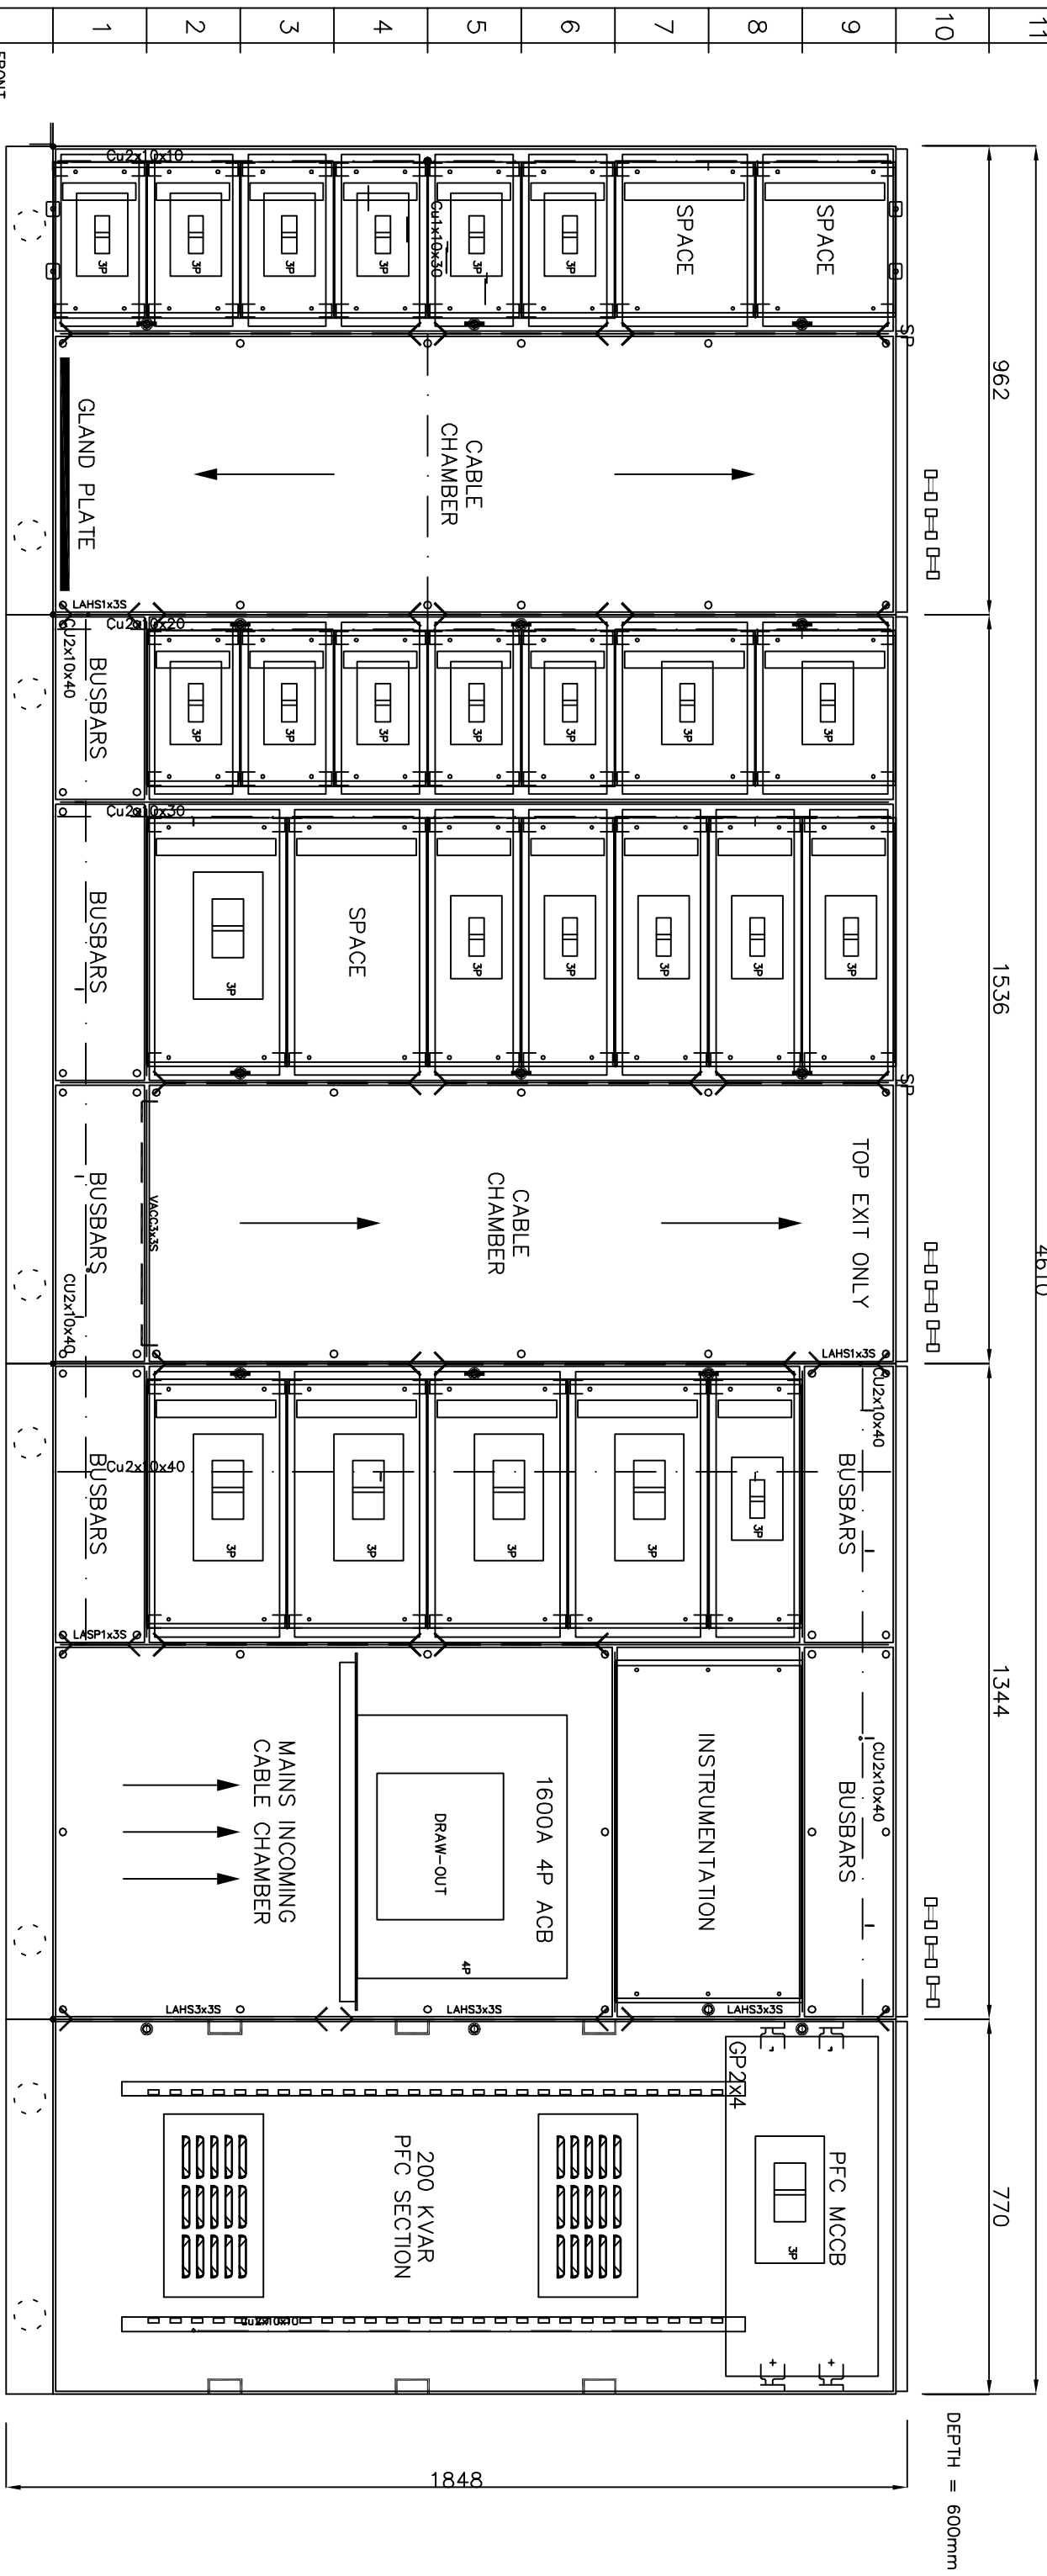 11
10
9
8
7
6
5
4
3
2
1
FRONT
962
1536
1344
770
4610
1848
DEPTH = 600mm
SPACE
SPACE
3P
3P
3P
3P
3P
3P
Cu1x10x30
Cu2x10x10
SP
CABLE
CHAMBER
GLAND PLATE
LAHS1x3S
3P
3P
3P
3P
3P
3P
3P
Cu2x10x20
BUSBARS
CU2x10x40
3P
3P
3P
3P
3P
SPACE
3P
Cu2x10x30
BUSBARS
SP
TOP EXIT ONLY
CABLE
CHAMBER
VACC3x3S
BUSBARS
CU2x10x40
LAHS1x3S
CU2x10x40
BUSBARS
3P
3P
3P
3P
3P
Cu2x10x40
BUSBARS
LASP1x3S
CU2x10x40
BUSBARS
INSTRUMENTATION
1600A 4P ACB
DRAW-OUT
4P
MAINS INCOMING
CABLE CHAMBER
LAHS3x3S
LAHS3x3S
LAHS3x3S
GP2x4
PFC MCCB
3P
200 KVAR
PFC SECTION
Cu2x10x10